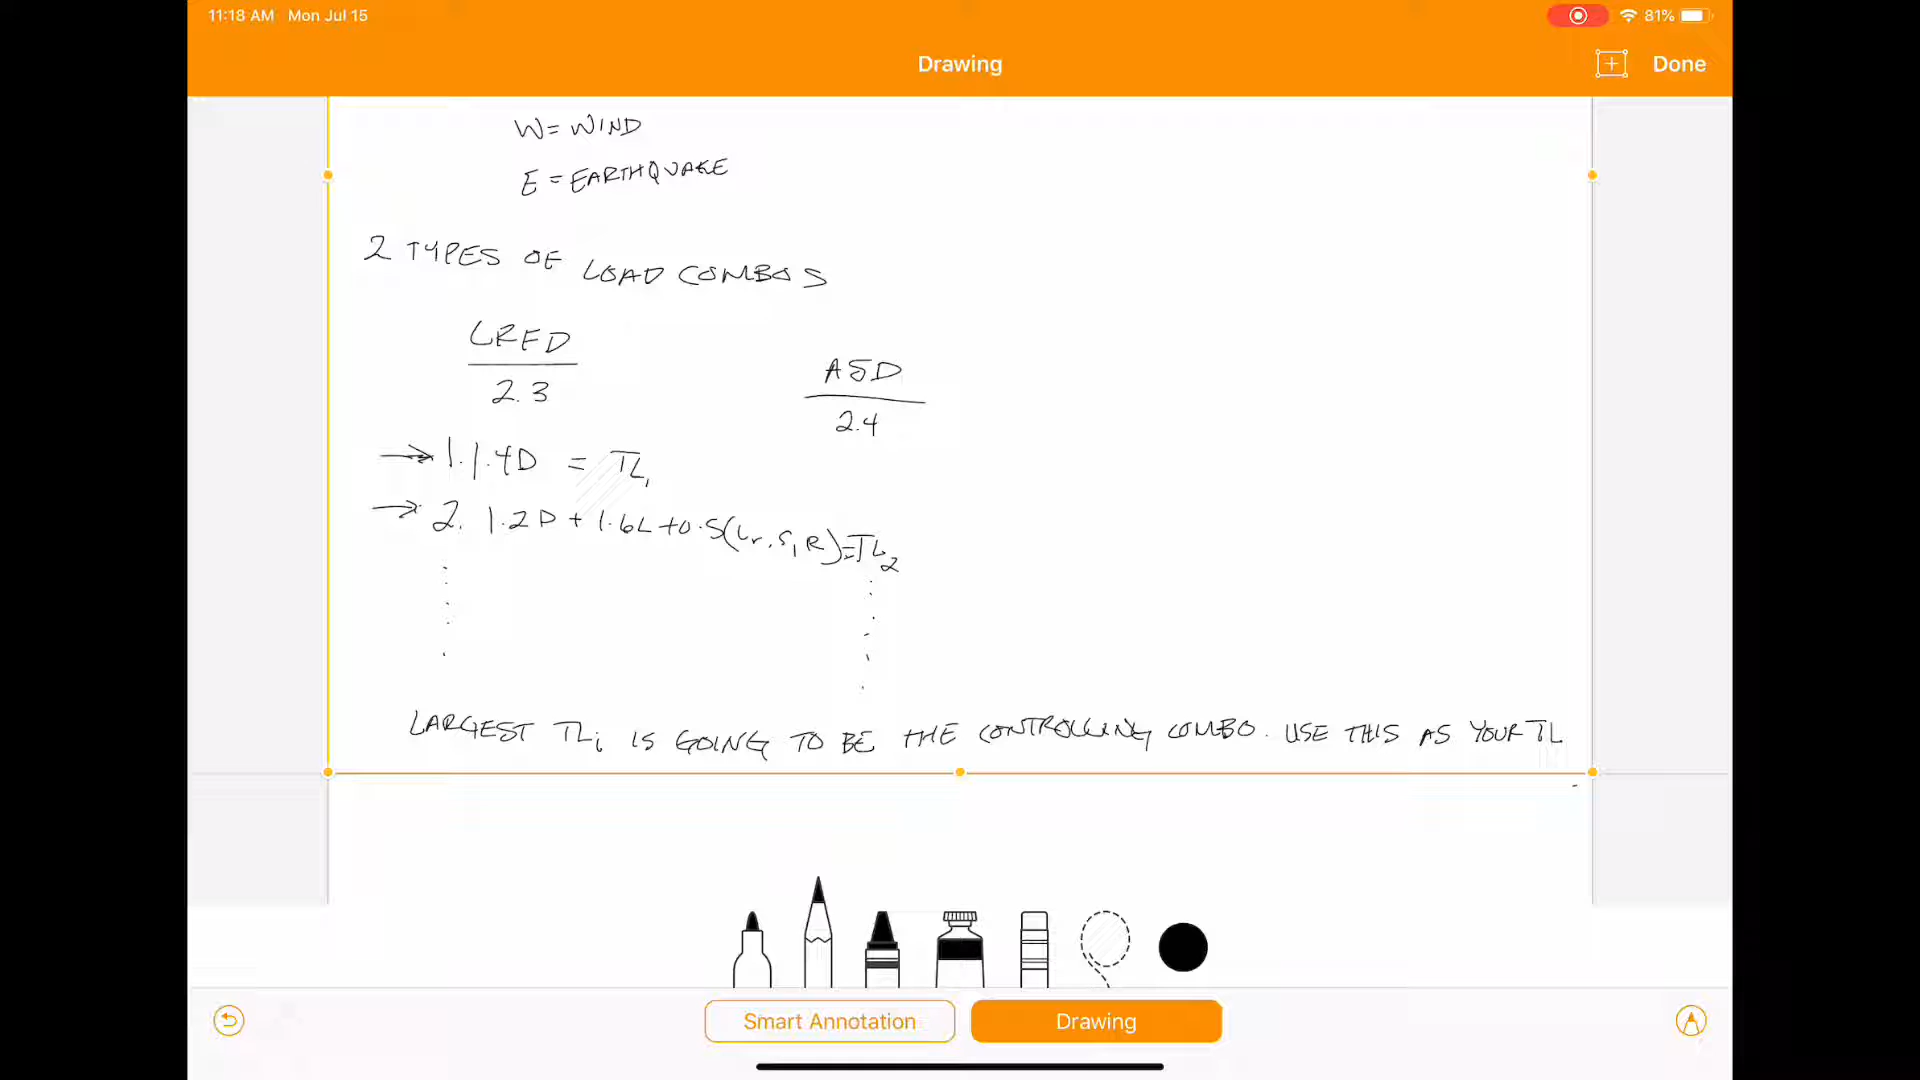 11:18 AM Mon Jul 15
81%
Drawing
Done
W = WIND
E = EARTHQUAKE
2 TYPES OF LOAD COMBOS
LRFD
2.3
ASD
2.4
→ 1. 1.4D = TL₁
→ 2. 1.2D + 1.6L + 0.5(Lr, S, R) = TL₂
LARGEST TLi IS GOING TO BE THE CONTROLLING COMBO. USE THIS AS YOUR TL
Smart Annotation
Drawing